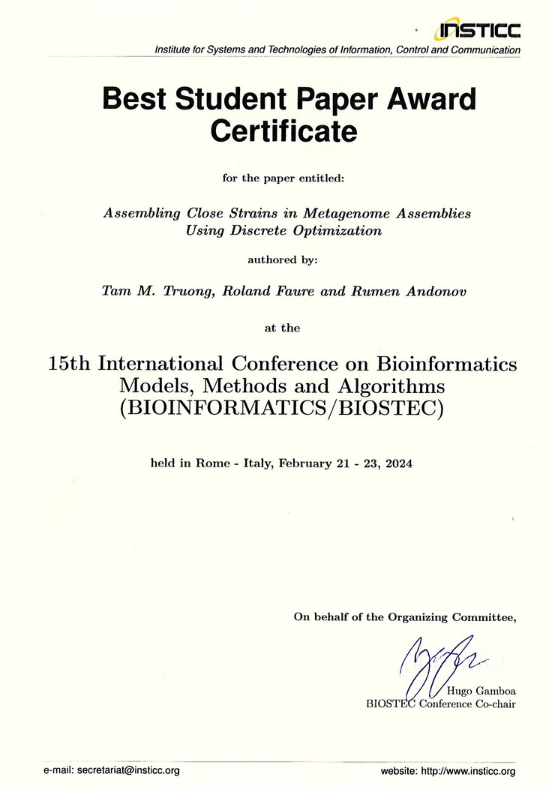 INSTICC
Institute for Systems and Technologies of Information, Control and Communication
Best Student Paper Award
Certificate
for the paper entitled:
Assembling Close Strains in Metagenome Assemblies
Using Discrete Optimization
authored by:
Tam M. Truong, Roland Faure and Rumen Andonov
at the
15th International Conference on Bioinformatics
Models, Methods and Algorithms
(BIOINFORMATICS/BIOSTEC)
held in Rome - Italy, February 21 - 23, 2024
On behalf of the Organizing Committee,
Hugo Gamboa
BIOSTEC Conference Co-chair
e-mail: secretariat@insticc.org
website: http://www.insticc.org